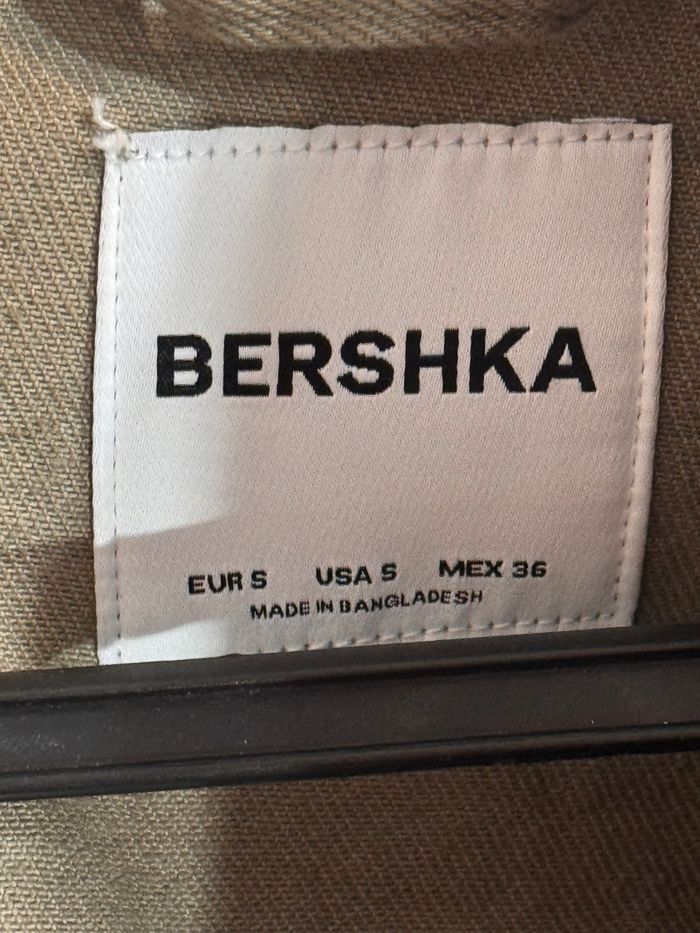 BERSHKA
EUR S USA S MEX 36
MADE IN BANGLADESH